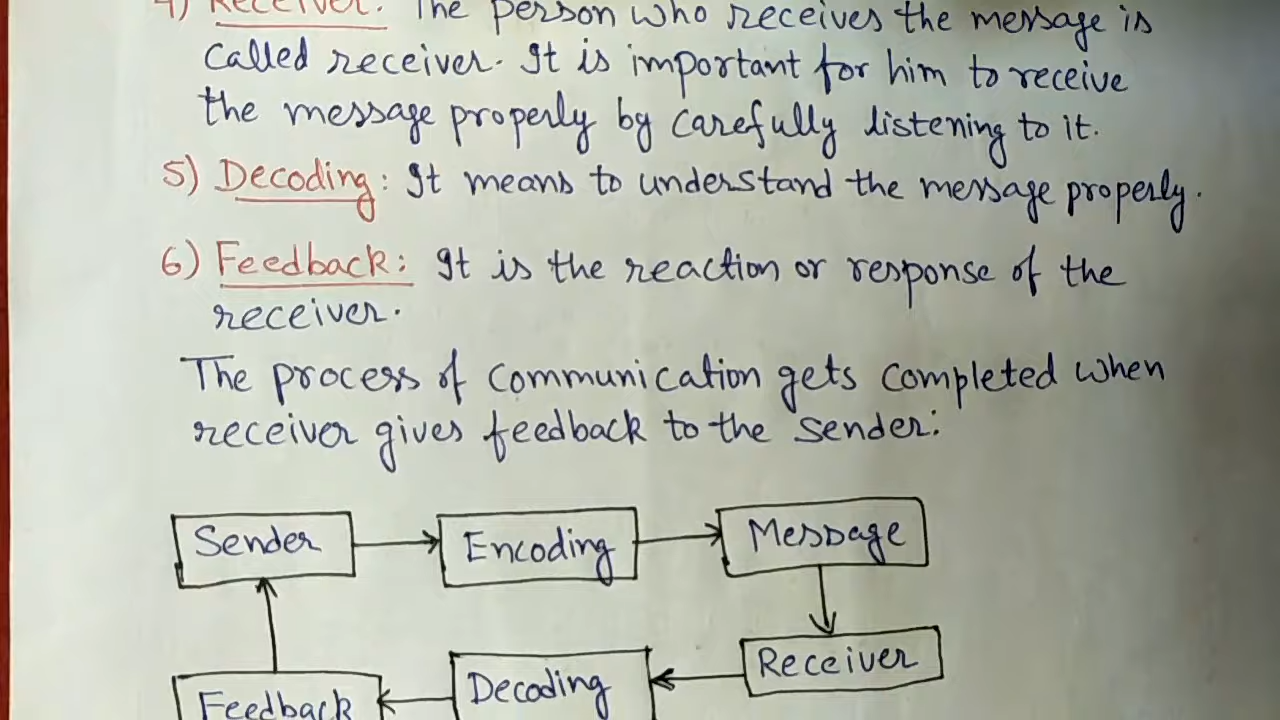 4) Receiver: The person who receives the message is
called receiver. It is important for him to receive
the message properly by carefully listening to it.
5) Decoding: It means to understand the message properly.
6) Feedback: It is the reaction or response of the
receiver.
The process of communication gets completed when
receiver gives feedback to the sender:
Sender
Encoding
Message
Receiver
Decoding
Feedback